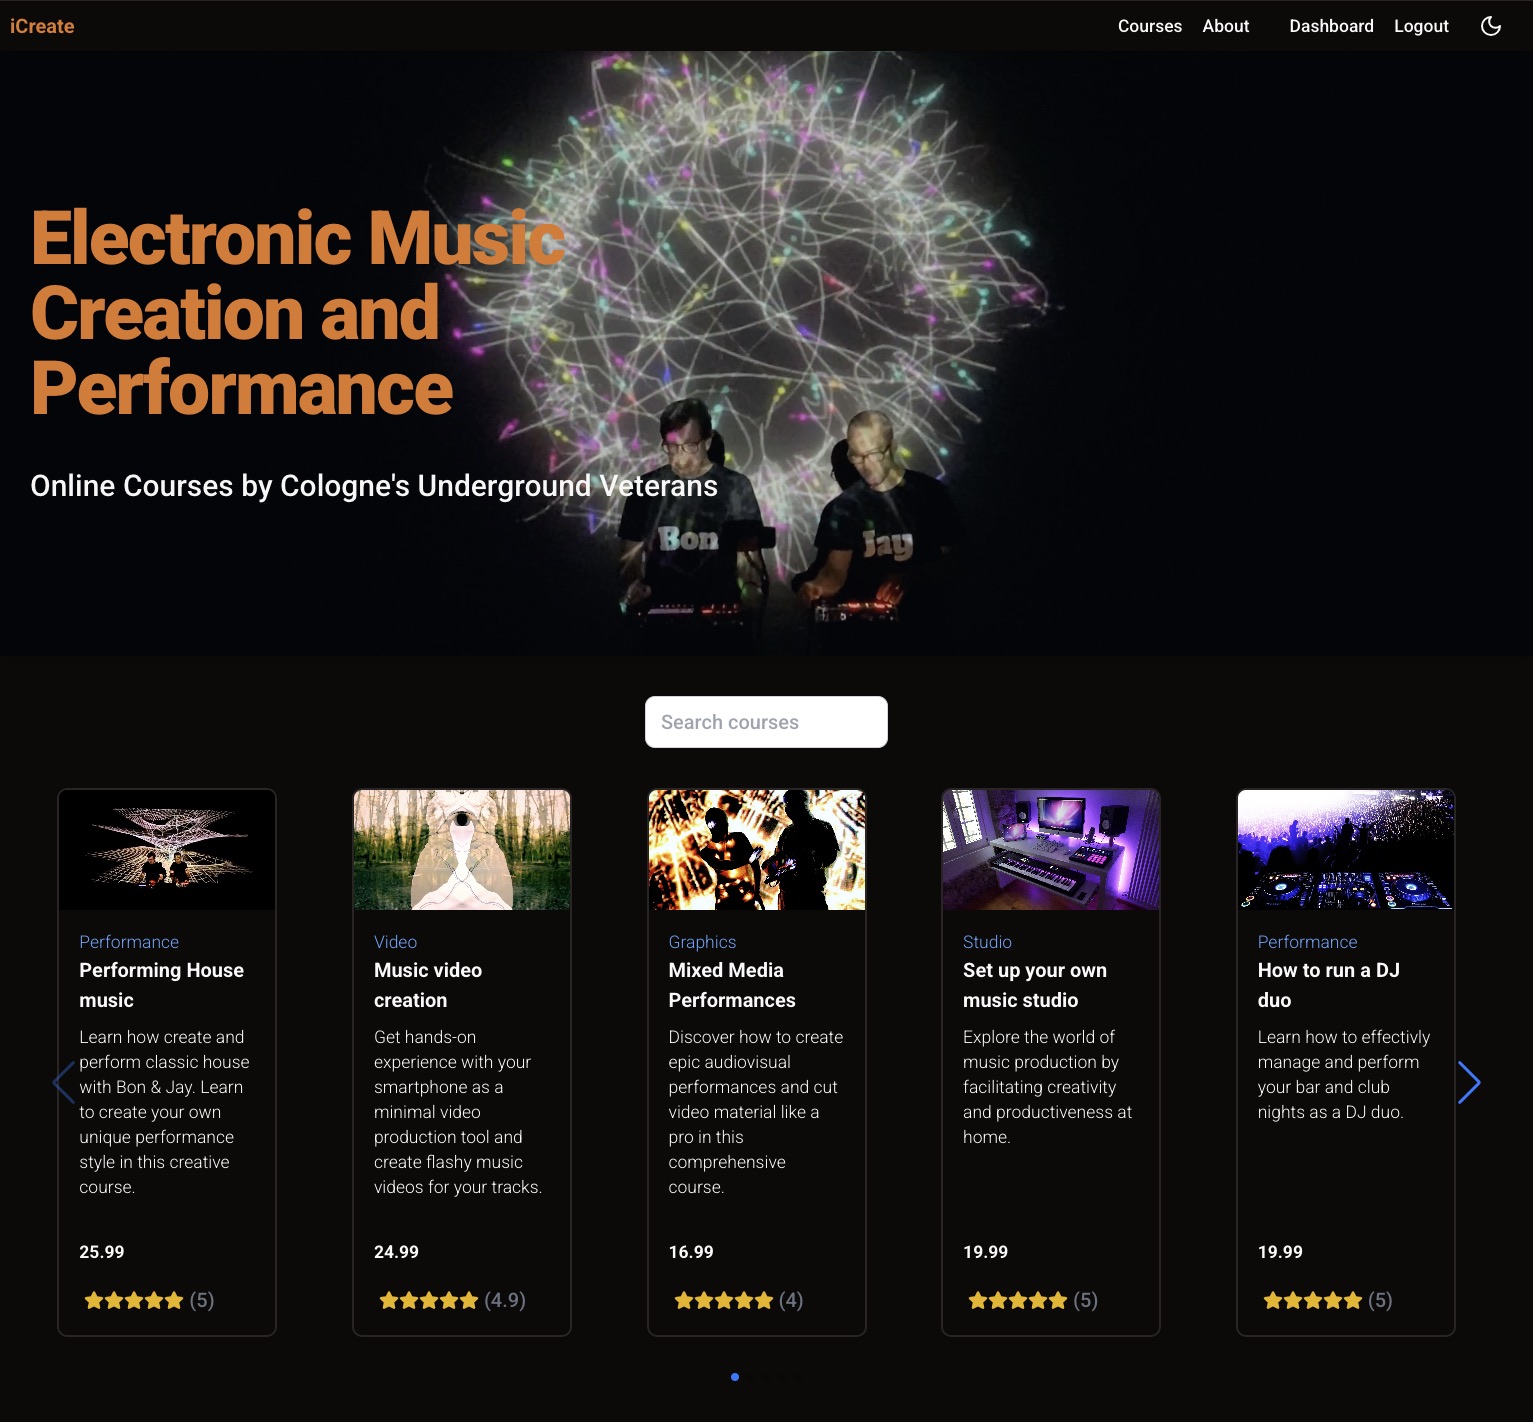 iCreate
Courses About Dashboard Logout
Electronic Music
Creation and
Performance
Online Courses by Cologne's Underground Veterans
Bon
Jay
Search courses
Performance
Performing House
music
Learn how create and
perform classic house
with Bon & Jay. Learn
to create your own
unique performance
style in this creative
course.
25.99
(5)
Video
Music video
creation
Get hands-on
experience with your
smartphone as a
minimal video
production tool and
create flashy music
videos for your tracks.
24.99
(4.9)
Graphics
Mixed Media
Performances
Discover how to create
epic audiovisual
performances and cut
video material like a
pro in this
comprehensive
course.
16.99
(4)
Studio
Set up your own
music studio
Explore the world of
music production by
facilitating creativity
and productiveness at
home.
19.99
(5)
Performance
How to run a DJ
duo
Learn how to effectivly
manage and perform
your bar and club
nights as a DJ duo.
19.99
(5)